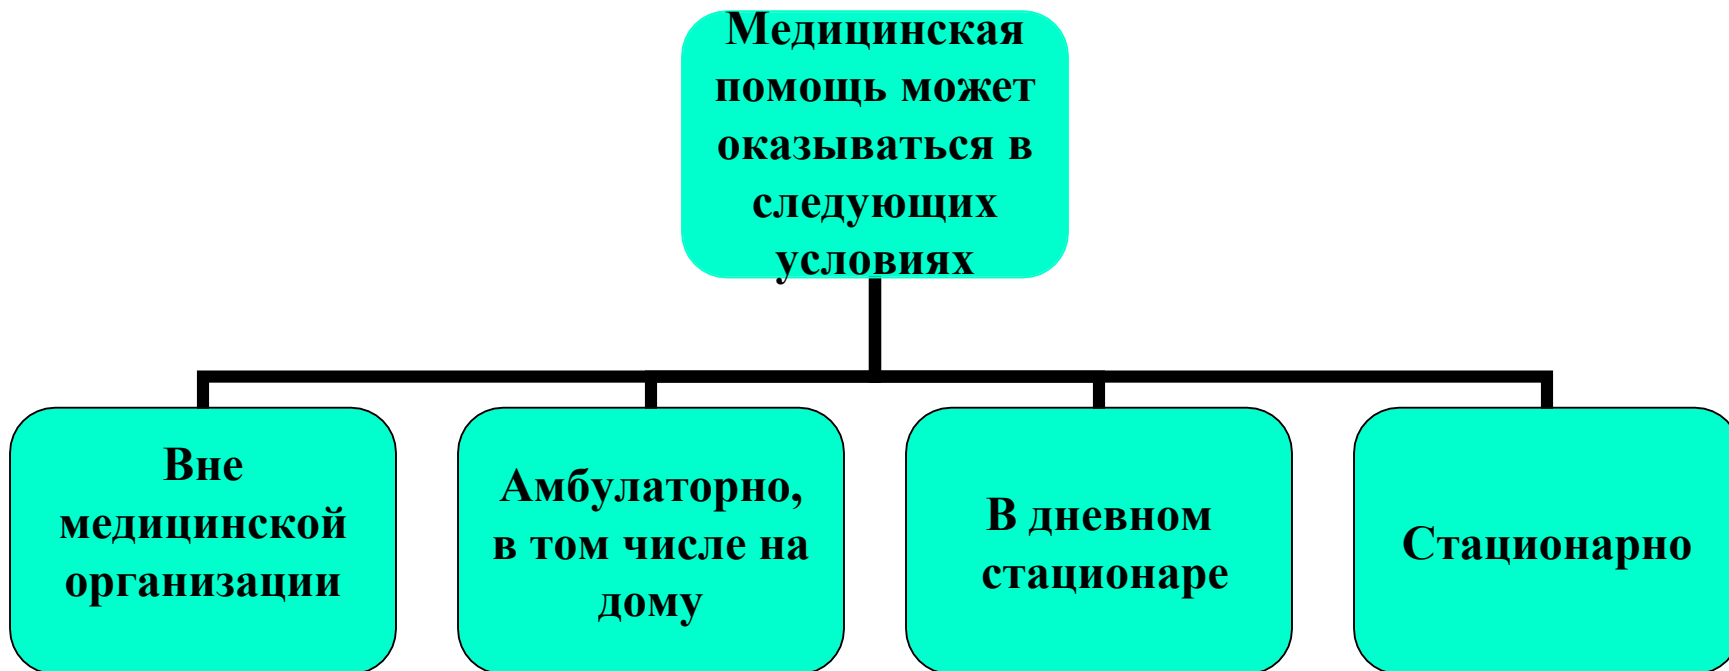 Медицинская
помощь может
оказываться в
следующих
условиях
Вне
медицинской
организации
Амбулаторно,
в том числе на
дому
В дневном
стационаре
Стационарно